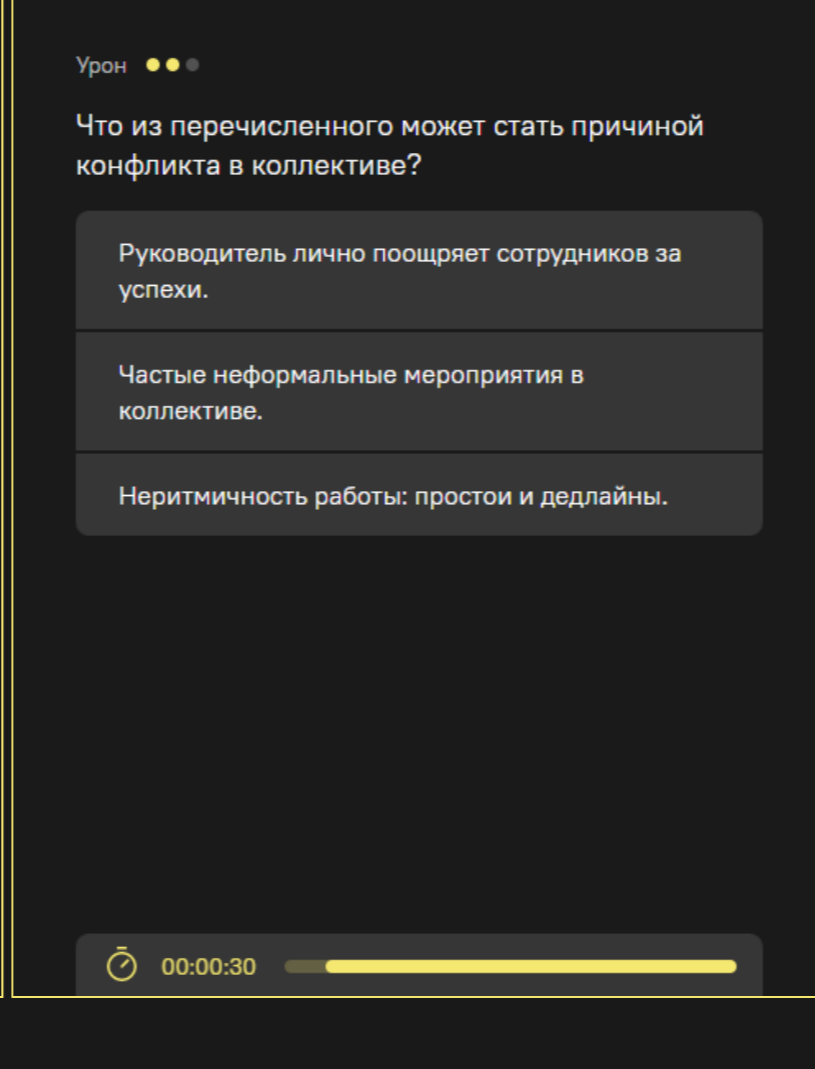 Урон
Что из перечисленного может стать причиной
конфликта в коллективе?
Руководитель лично поощряет сотрудников за
успехи.
Частые неформальные мероприятия в
коллективе.
Неритмичность работы: простои и дедлайны.
00:00:30